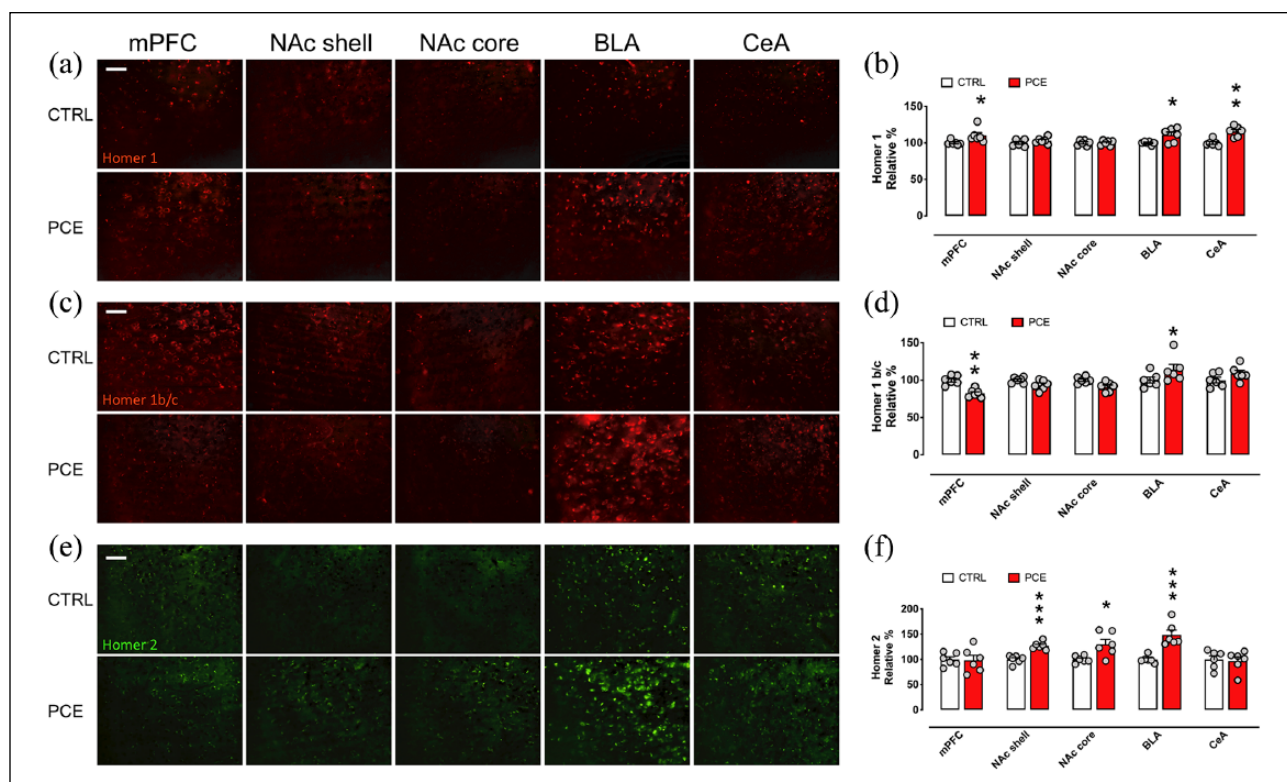 mPFC NAc shell NAc core BLA CeA
(a)
CTRL
Homer 1
PCE
(b)
CTRL PCE
Homer 1
Relative %
150
100
50
0
*
*
* *
mPFC NAc shell NAc core BLA CeA
(c)
CTRL
Homer 1b/c
PCE
(d)
CTRL PCE
Homer 1 b/c
Relative %
150
100
50
0
* *
*
mPFC NAc shell NAc core BLA CeA
(e)
CTRL
Homer 2
PCE
(f)
CTRL PCE
Homer 2
Relative %
200
150
100
50
0
* * *
*
* * *
mPFC NAc shell NAc core BLA CeA